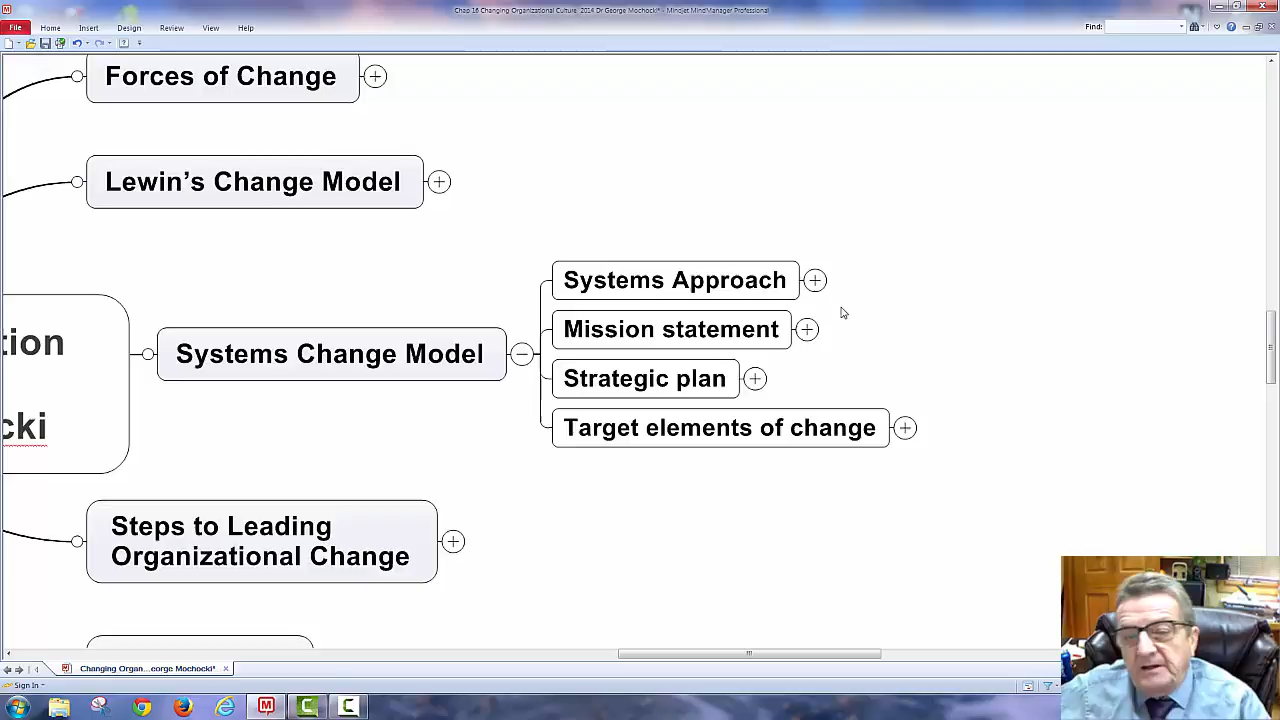 Chap 16 Changing Organizational Culture 2014 Dr George Mochocki* - Mindjet MindManager Professional
File Home Insert Design Review View Help Find:
Forces of Change
Lewin’s Change Model
Systems Approach
Mission statement
tion
Systems Change Model
Strategic plan
cki
Target elements of change
Steps to Leading
Organizational Change
Changing Organ...eorge Mochocki*
Sign In